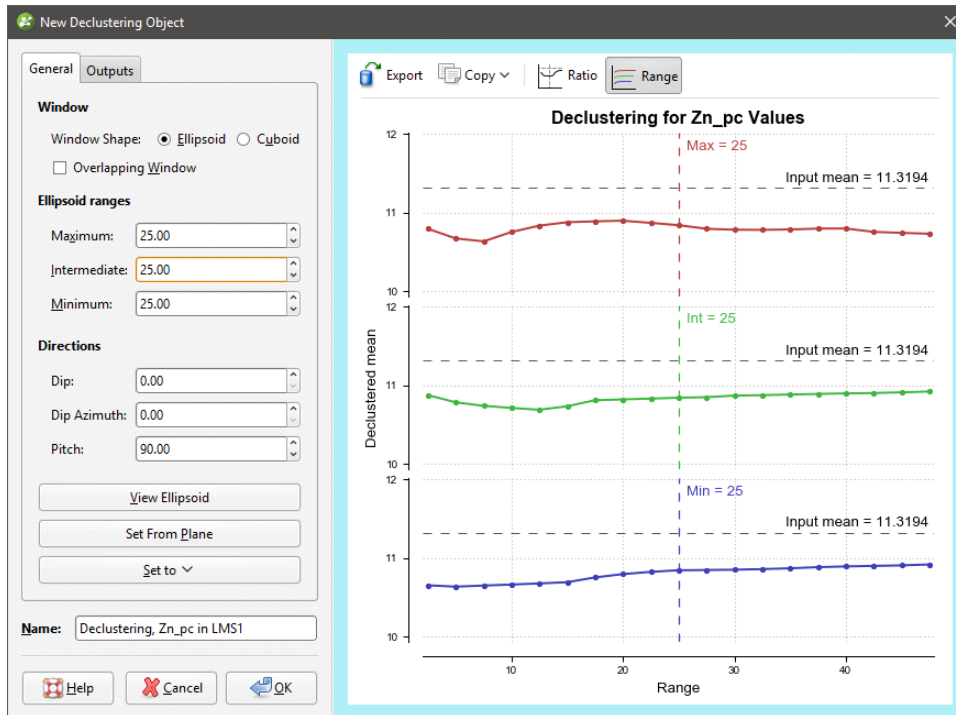 New Declustering Object
General Outputs
Window
Window Shape: Ellipsoid Cuboid
Overlapping Window
Ellipsoid ranges
Maximum: 25.00
Intermediate: 25.00
Minimum: 25.00
Directions
Dip: 0.00
Dip Azimuth: 0.00
Pitch: 90.00
View Ellipsoid
Set From Plane
Set to
Name: Declustering, Zn_pc in LMS1
Help Cancel OK
Export Copy Ratio Range
Declustering for Zn_pc Values
12
Max = 25
Input mean = 11.3194
11
10
12
Int = 25
Input mean = 11.3194
11
10
12
Min = 25
Input mean = 11.3194
11
10
Declustered mean
10 20 30 40
Range